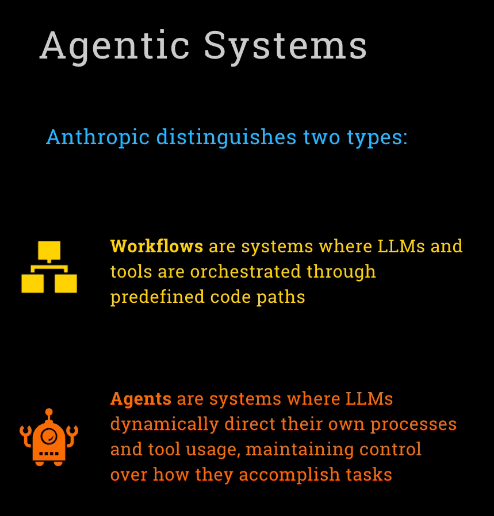 Agentic Systems
Anthropic distinguishes two types:
Workflows are systems where LLMs and
tools are orchestrated through
predefined code paths
Agents are systems where LLMs
dynamically direct their own processes
and tool usage, maintaining control
over how they accomplish tasks